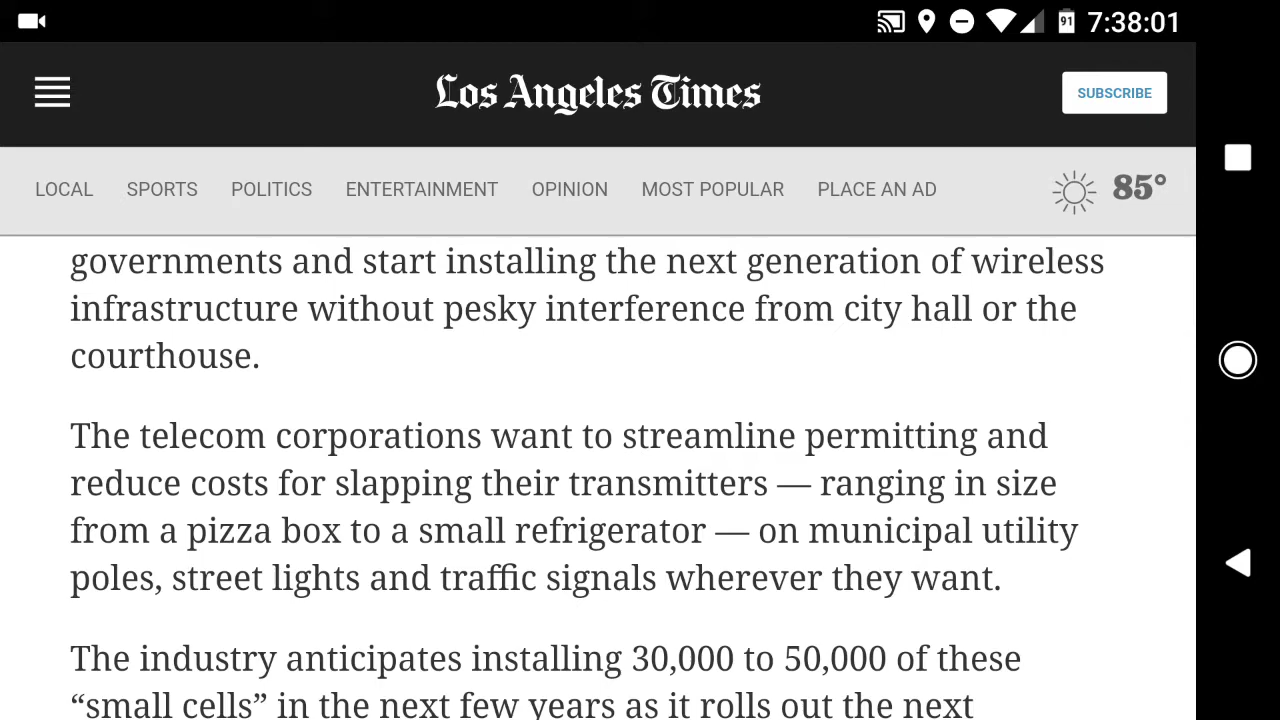 91 7:38:01
Los Angeles Times
SUBSCRIBE
LOCAL SPORTS POLITICS ENTERTAINMENT OPINION MOST POPULAR PLACE AN AD 85°
governments and start installing the next generation of wireless
infrastructure without pesky interference from city hall or the
courthouse.
The telecom corporations want to streamline permitting and
reduce costs for slapping their transmitters — ranging in size
from a pizza box to a small refrigerator — on municipal utility
poles, street lights and traffic signals wherever they want.
The industry anticipates installing 30,000 to 50,000 of these
“small cells” in the next few years as it rolls out the next